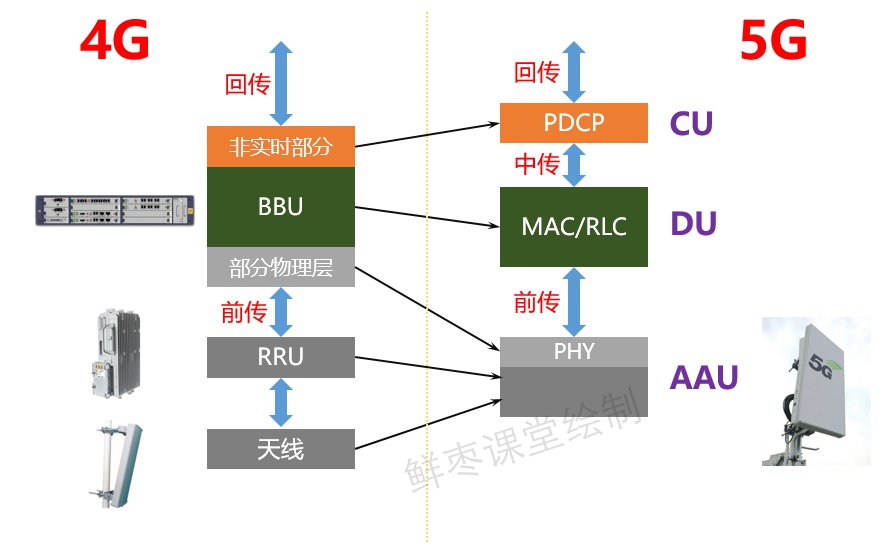 4G
回传
非实时部分
BBU
部分物理层
前传
RRU
天线
5G
回传
PDCP
CU
中传
MAC/RLC
DU
前传
PHY
AAU
5G
鲜枣课堂绘制